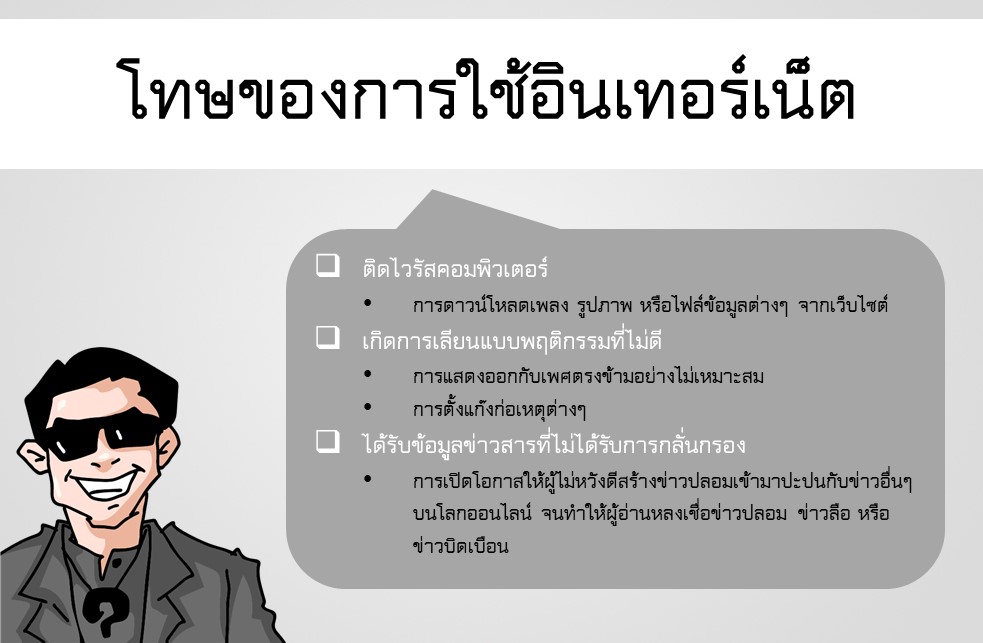 โทษของการใช้อินเทอร์เน็ต
ติดไวรัสคอมพิวเตอร์
• การดาวน์โหลดเพลง รูปภาพ หรือไฟล์ข้อมูลต่างๆ จากเว็บไซต์
เกิดการเลียนแบบพฤติกรรมที่ไม่ดี
• การแสดงออกกับเพศตรงข้ามอย่างไม่เหมาะสม
• การตั้งแก๊งก่อเหตุต่างๆ
ได้รับข้อมูลข่าวสารที่ไม่ได้รับการกลั่นกรอง
• การเปิดโอกาสให้ผู้ไม่หวังดีสร้างข่าวปลอมเข้ามาปะปนกับข่าวอื่นๆ
บนโลกออนไลน์ จนทำให้ผู้อ่านหลงเชื่อข่าวปลอม ข่าวลือ หรือ
ข่าวบิดเบือน
?